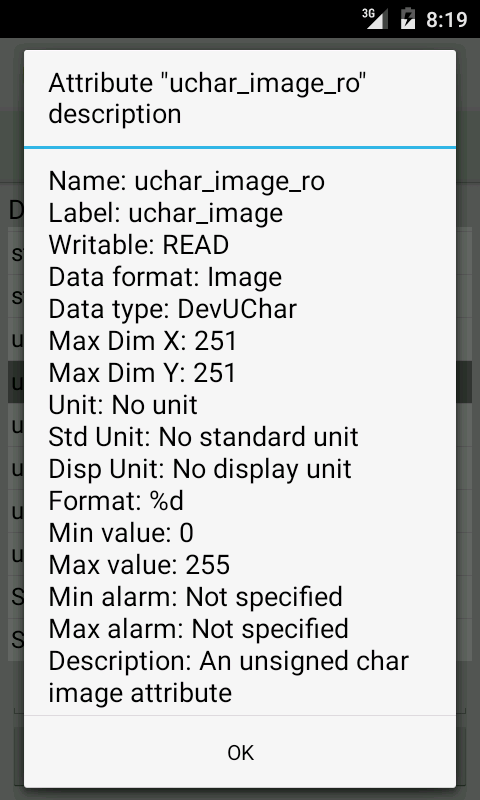 3G 8:19
Attribute "uchar_image_ro"
description
Name: uchar_image_ro
Label: uchar_image
Writable: READ
Data format: Image
Data type: DevUChar
Max Dim X: 251
Max Dim Y: 251
Unit: No unit
Std Unit: No standard unit
Disp Unit: No display unit
Format: %d
Min value: 0
Max value: 255
Min alarm: Not specified
Max alarm: Not specified
Description: An unsigned char
image attribute
OK